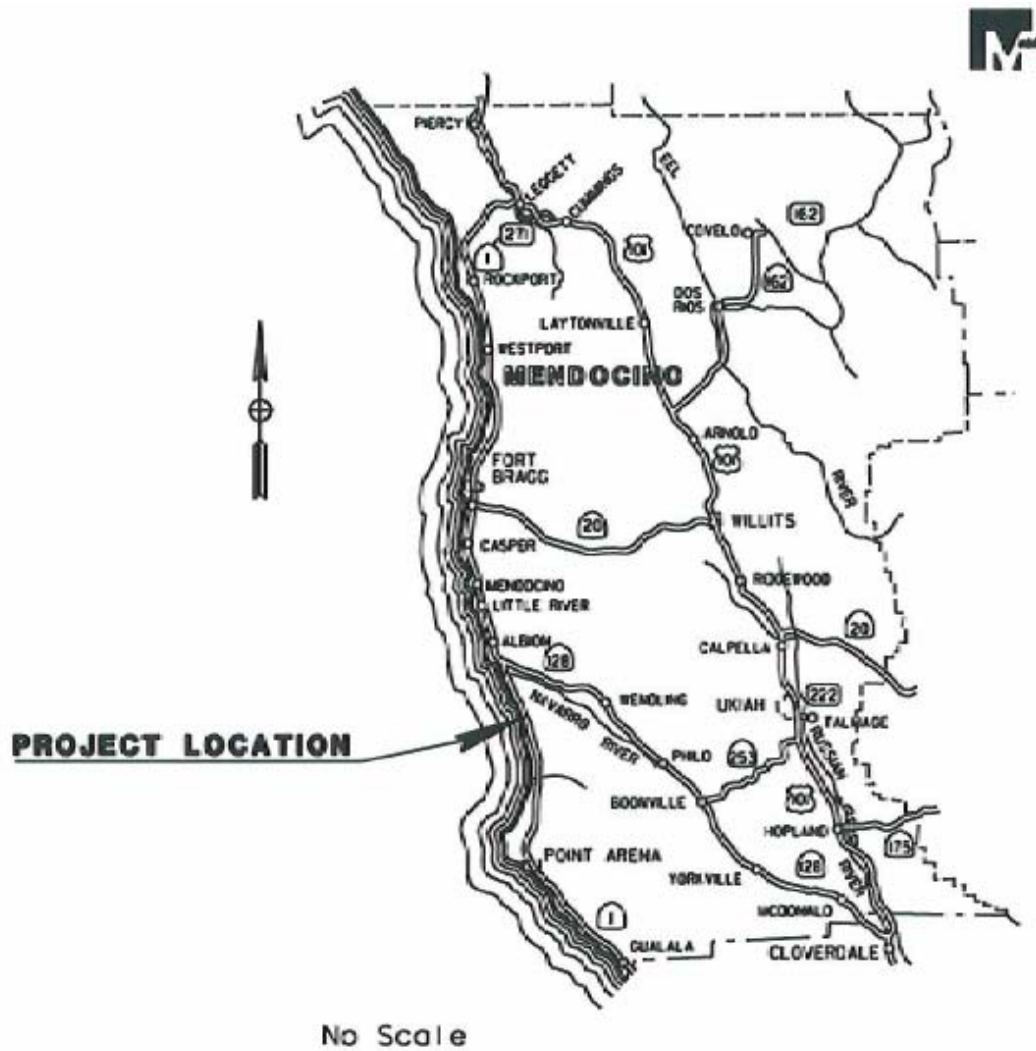 M
PIERCY
LEGGETT
CUMMINGS
EEL
271
1
ROCKPORT
101
COVELO
162
162
DOS
RIOS
LAYTONVILLE
WESTPORT
MENDOCINO
ARNOLD
101
FORT
BRAGG
RIVER
20
WILLITS
CASPER
MENDOCINO
LITTLE RIVER
RIDGEWOOD
ALBION
128
CALPELLA
20
NAVARRO
RIVER
WENDLING
UKIAH
222
TALMAGE
RUSSIAN
PROJECT LOCATION
PHILO
253
BOONVILLE
101
HOPLAND
175
POINT ARENA
YORKVILLE
128
RIVER
MCDONALD
1
GUALALA
CLOVERDALE
No Scale